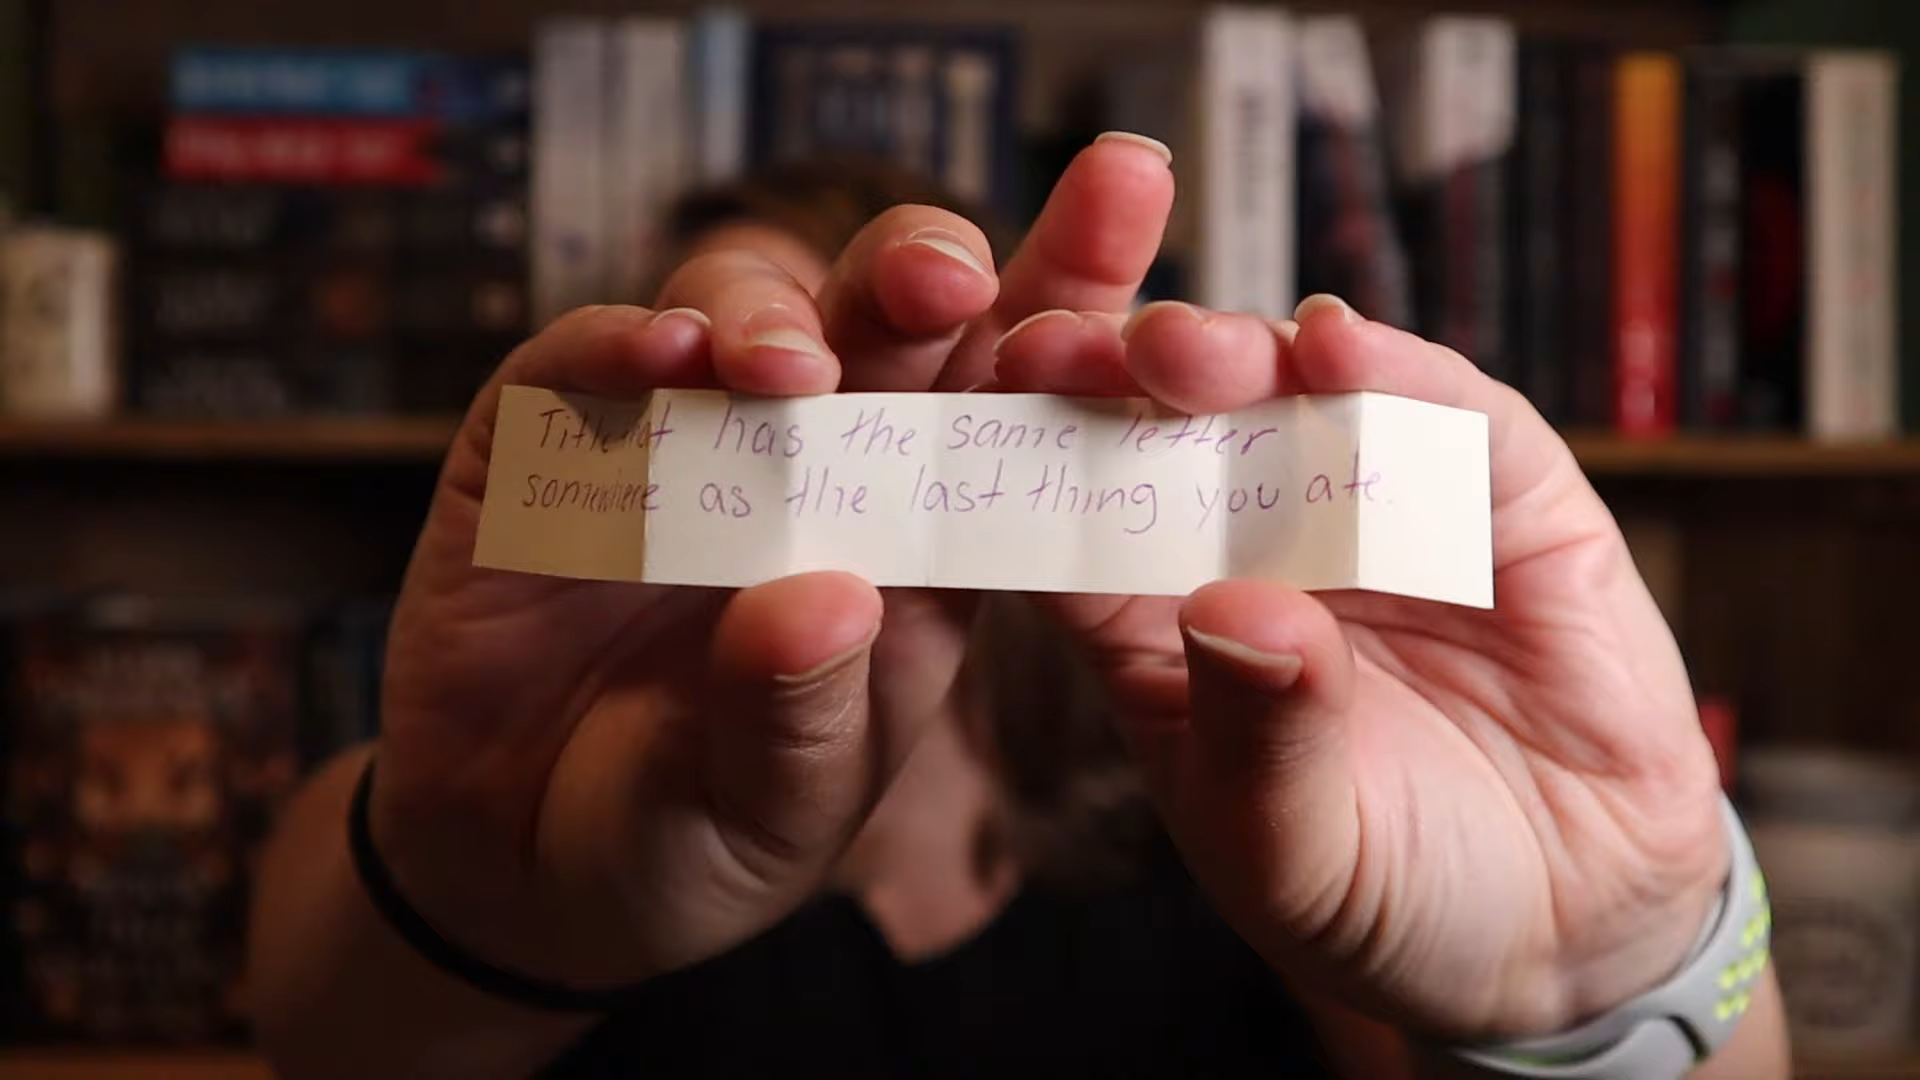 Title that has the same letter
somewhere as the last thing you ate.